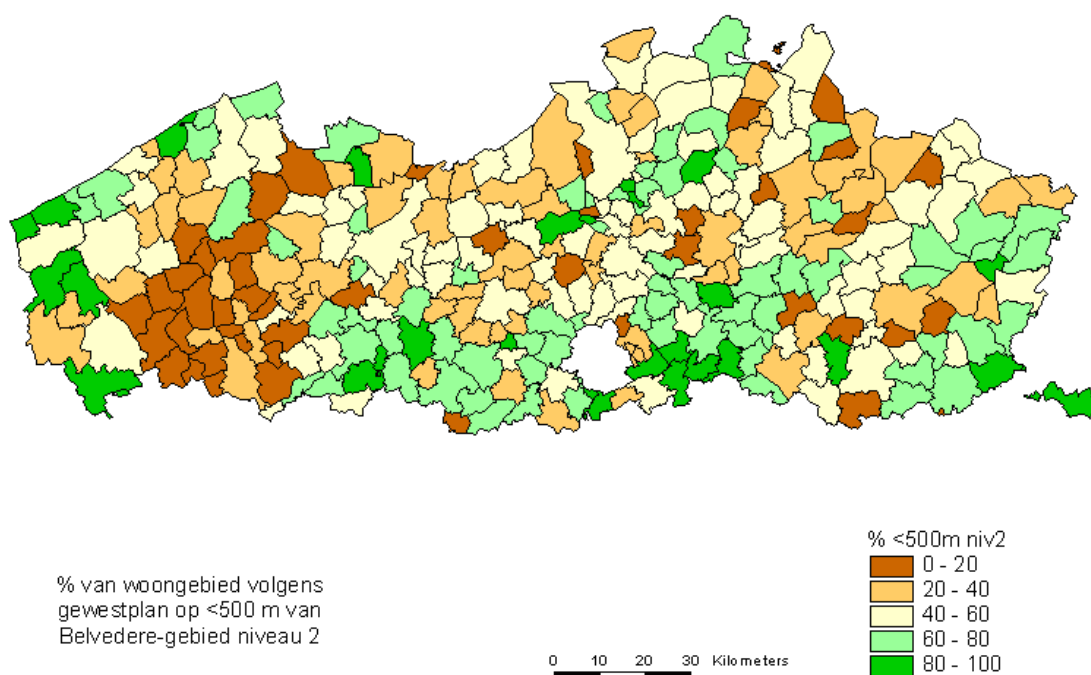 % van woongebied volgens
gewestplan op <500 m van
Belvedere-gebied niveau 2
% <500m niv2
0 - 20
20 - 40
40 - 60
60 - 80
80 - 100
0 10 20 30 Kilometers